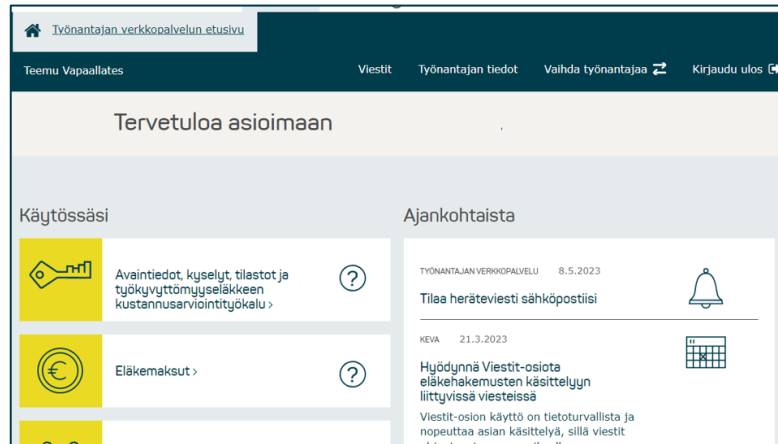 Työnantajan verkkopalvelun etusivu
Teemu Vapaallates
Viestit
Työnantajan tiedot
Vaihda työnantajaa
Kirjaudu ulos
Tervetuloa asioimaan
Käytössäsi
Avaintiedot, kyselyt, tilastot ja
työkyvyttömyyseläkkeen
kustannusarviointityökalu >
?
Eläkemaksut >
?
Ajankohtaista
TYÖNANTAJAN VERKKOPALVELU 8.5.2023
Tilaa heräteviesti sähköpostiisi
KEVA 21.3.2023
Hyödynnä Viestit-osiota
eläkehakemusten käsittelyyn
liittyvissä viesteissä
Viestit-osion käyttö on tietoturvallista ja
nopeuttaa asian käsittelyä, sillä viestit